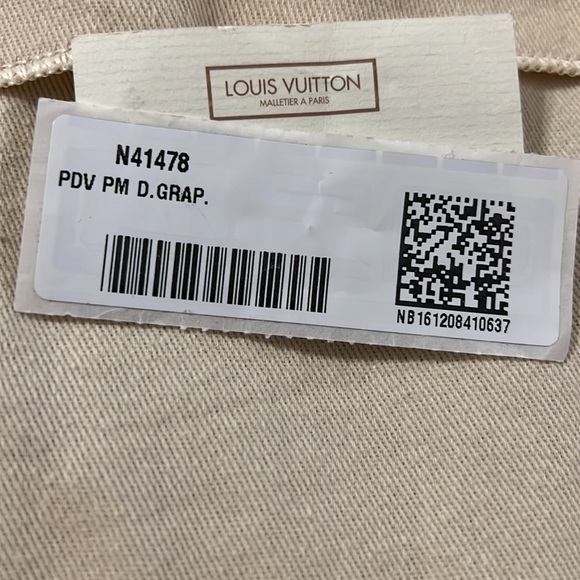 LOUIS VUITTON
MALLETIER A PARIS
N41478
PDV PM D.GRAP.
NB161208410637